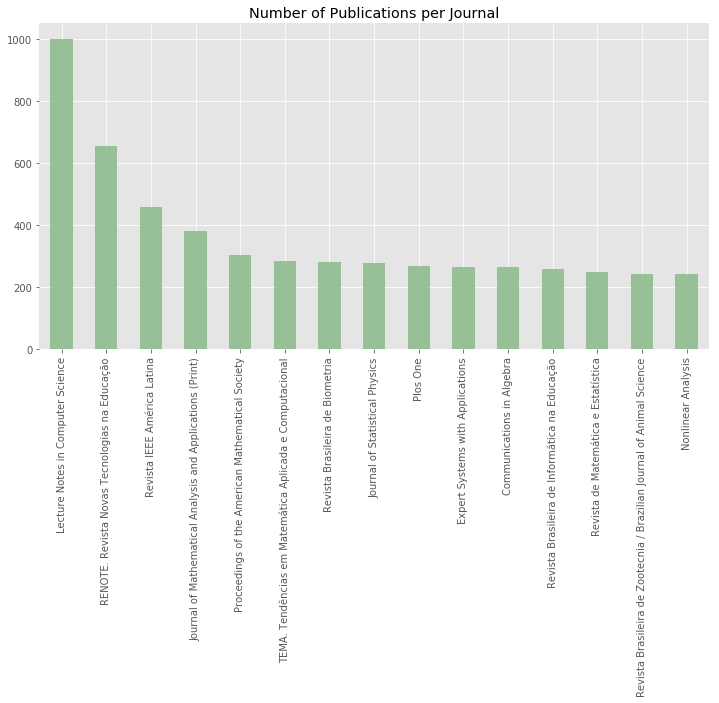 Number of Publications per Journal
1000
800
600
400
200
0
Lecture Notes in Computer Science
RENOTE. Revista Novas Tecnologias na Educação
Revista IEEE América Latina
Journal of Mathematical Analysis and Applications (Print)
Proceedings of the American Mathematical Society
TEMA. Tendências em Matemática Aplicada e Computacional
Revista Brasileira de Biometria
Journal of Statistical Physics
Plos One
Expert Systems with Applications
Communications in Algebra
Revista Brasileira de Informática na Educação
Revista de Matemática e Estatística
Revista Brasileira de Zootecnia / Brazilian Journal of Animal Science
Nonlinear Analysis